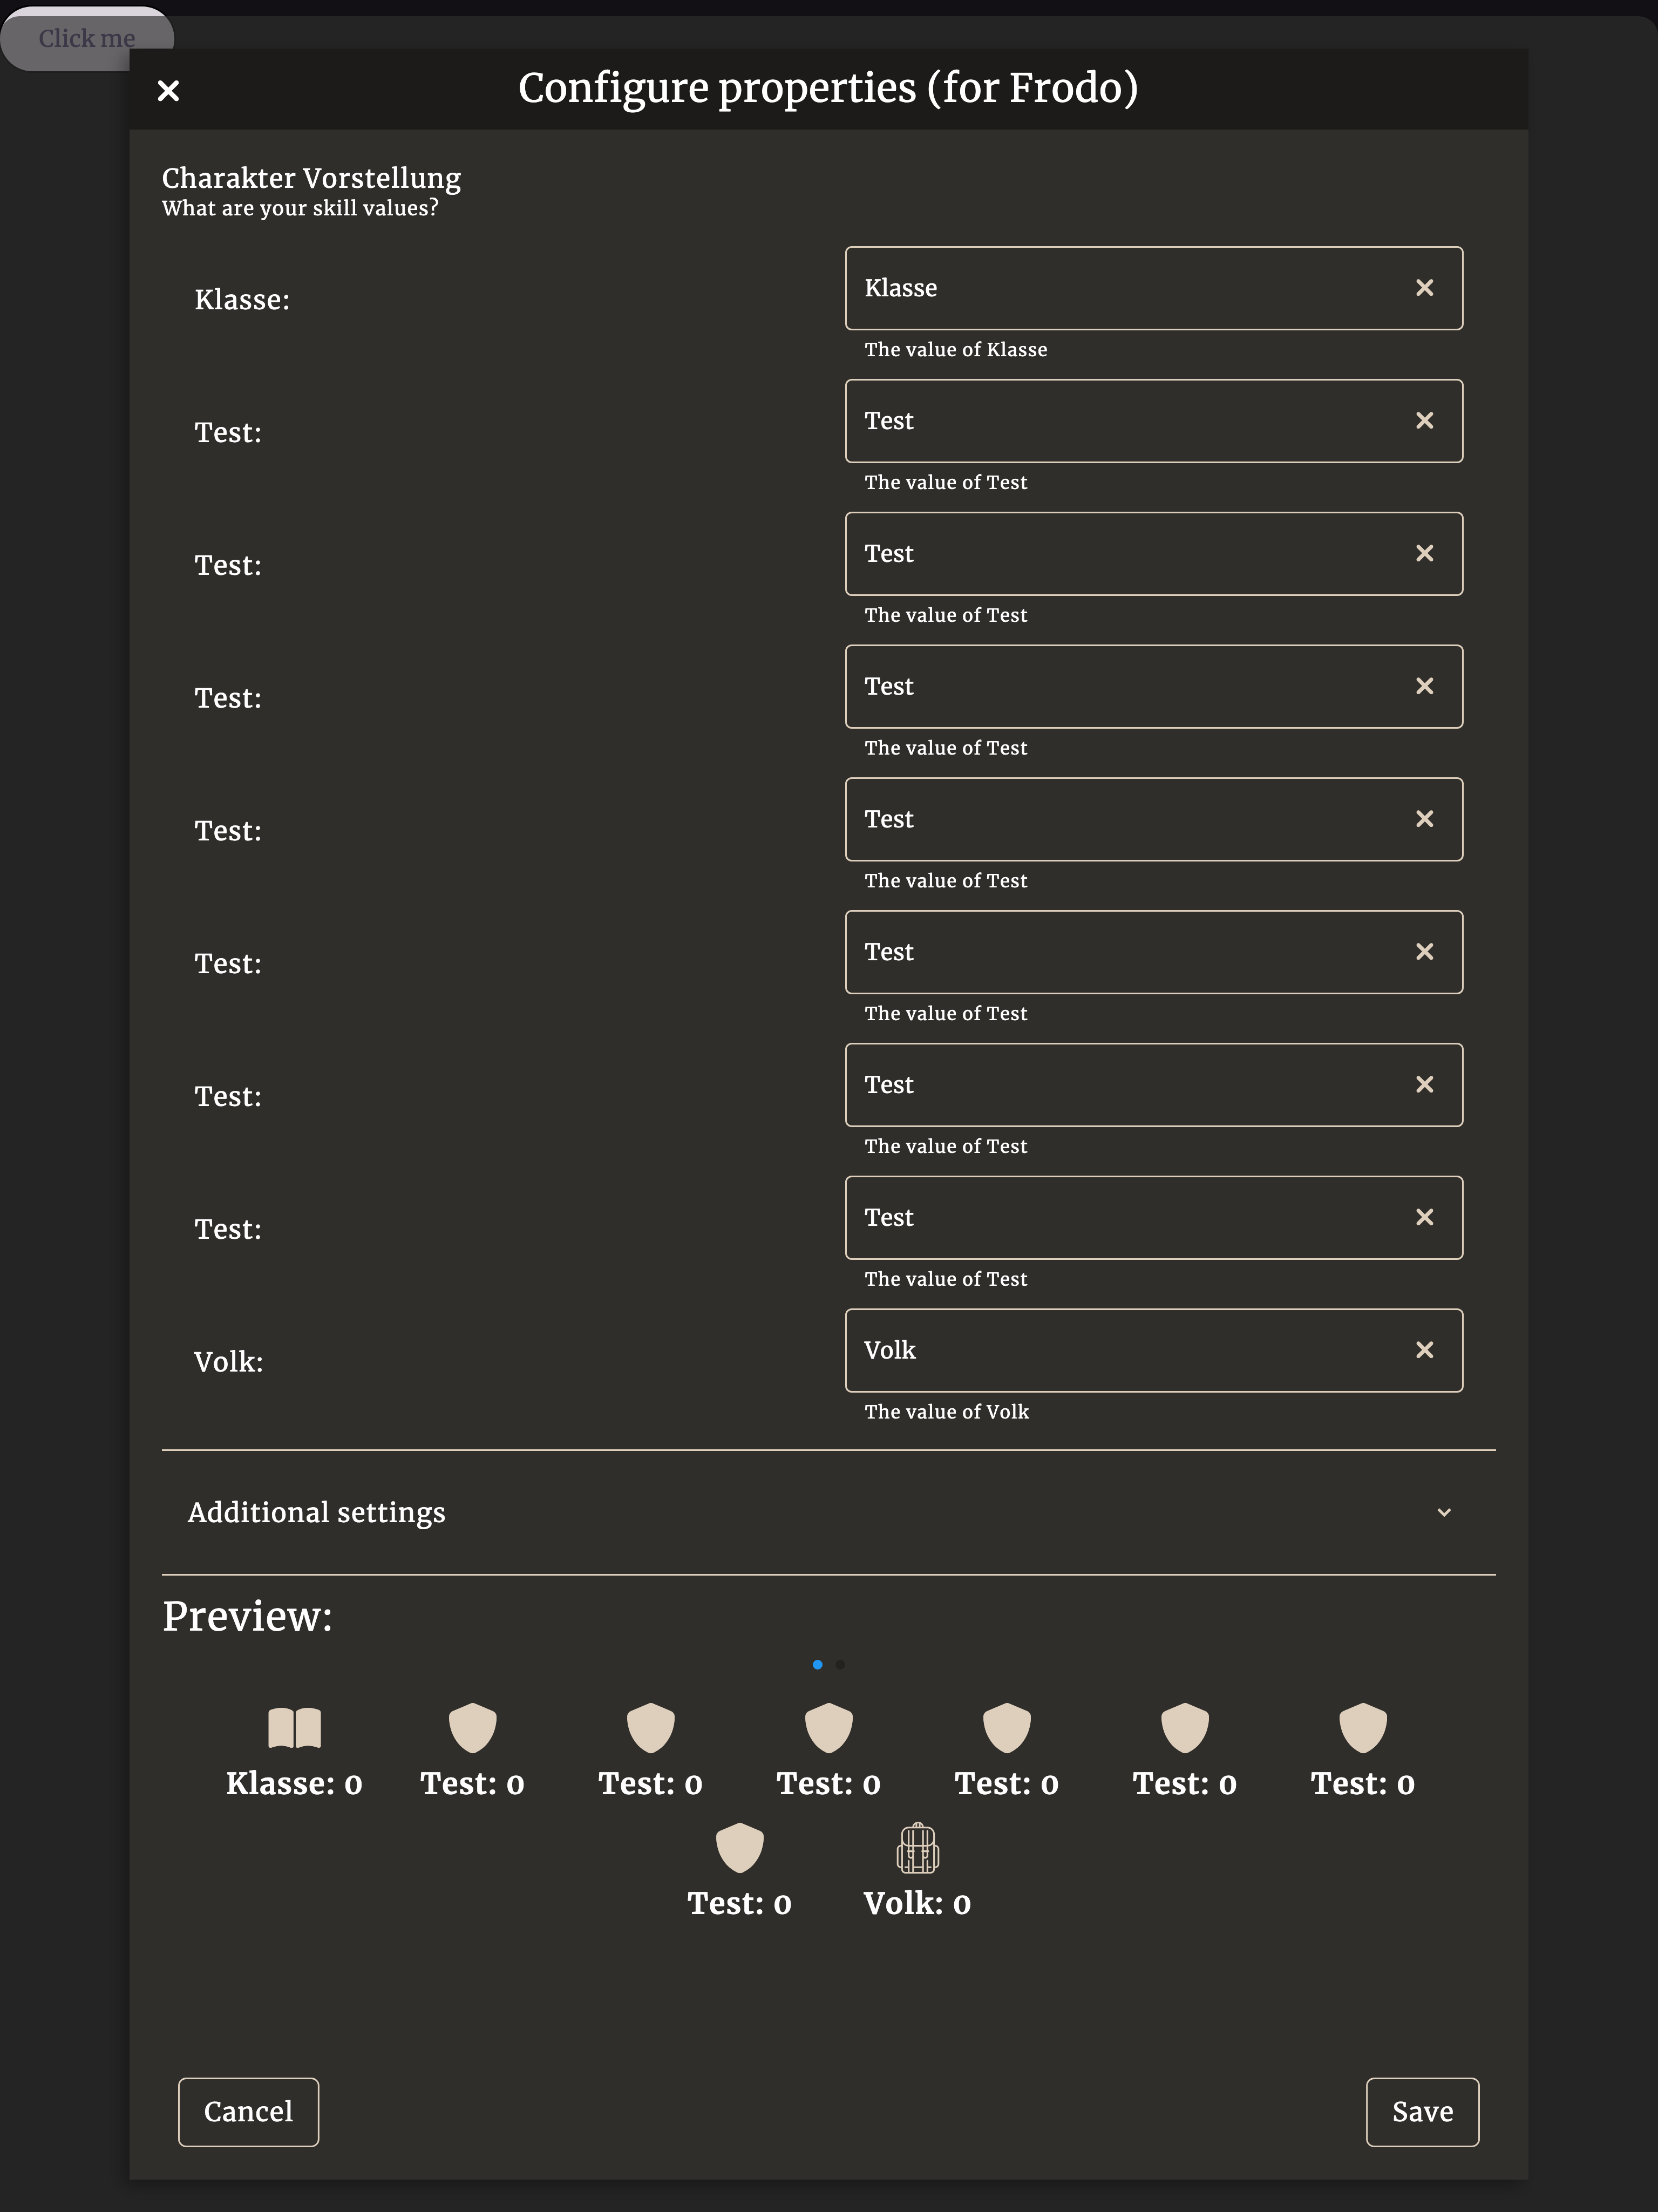 Click me
Configure properties (for Frodo)
Charakter Vorstellung
What are your skill values?
Klasse:
Klasse
The value of Klasse
Test:
Test
The value of Test
Test:
Test
The value of Test
Test:
Test
The value of Test
Test:
Test
The value of Test
Test:
Test
The value of Test
Test:
Test
The value of Test
Test:
Test
The value of Test
Volk:
Volk
The value of Volk
Additional settings
Preview:
Klasse: 0 Test: 0 Test: 0 Test: 0 Test: 0 Test: 0 Test: 0
Test: 0 Volk: 0
Cancel Save